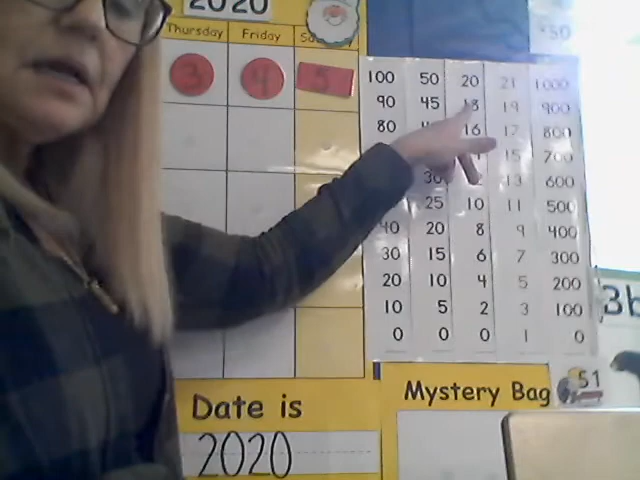 2020
50
Thursday Friday
3 4 5
100 50 20 21 1000
90 45 18 19 900
80 16 17 800
15 700
30 13 600
25 10 11 500
40 20 8 9 400
30 15 6 7 300
20 10 4 5 200
10 5 2 3 100
0 0 0 1 0
Bb
51
Date is
Mystery Bag
2020